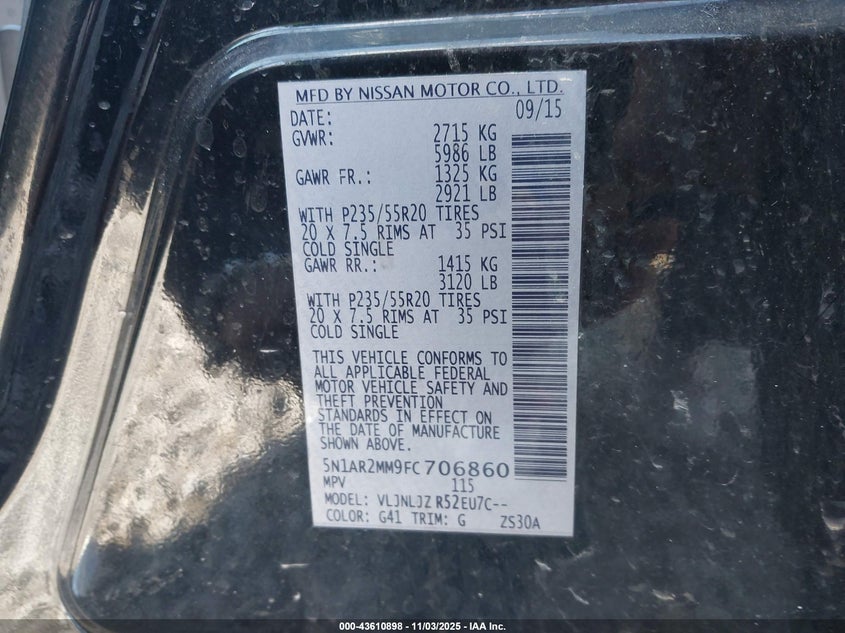 MFD BY NISSAN MOTOR CO., LTD.
DATE: 09/15
GVWR: 2715 KG
5986 LB
GAWR FR.: 1325 KG
2921 LB
WITH P235/55R20 TIRES
20 X 7.5 RIMS AT 35 PSI
COLD SINGLE
GAWR RR.: 1415 KG
3120 LB
WITH P235/55R20 TIRES
20 X 7.5 RIMS AT 35 PSI
COLD SINGLE
THIS VEHICLE CONFORMS TO
ALL APPLICABLE FEDERAL
MOTOR VEHICLE SAFETY AND
THEFT PREVENTION
STANDARDS IN EFFECT ON
THE DATE OF MANUFACTURE
SHOWN ABOVE.
5N1AR2MM9FC706860
MPV 115
MODEL: R52EU7C--
COLOR: G41 TRIM: G ZS30A
000-43610898 - 11/03/2025 - IAA Inc.